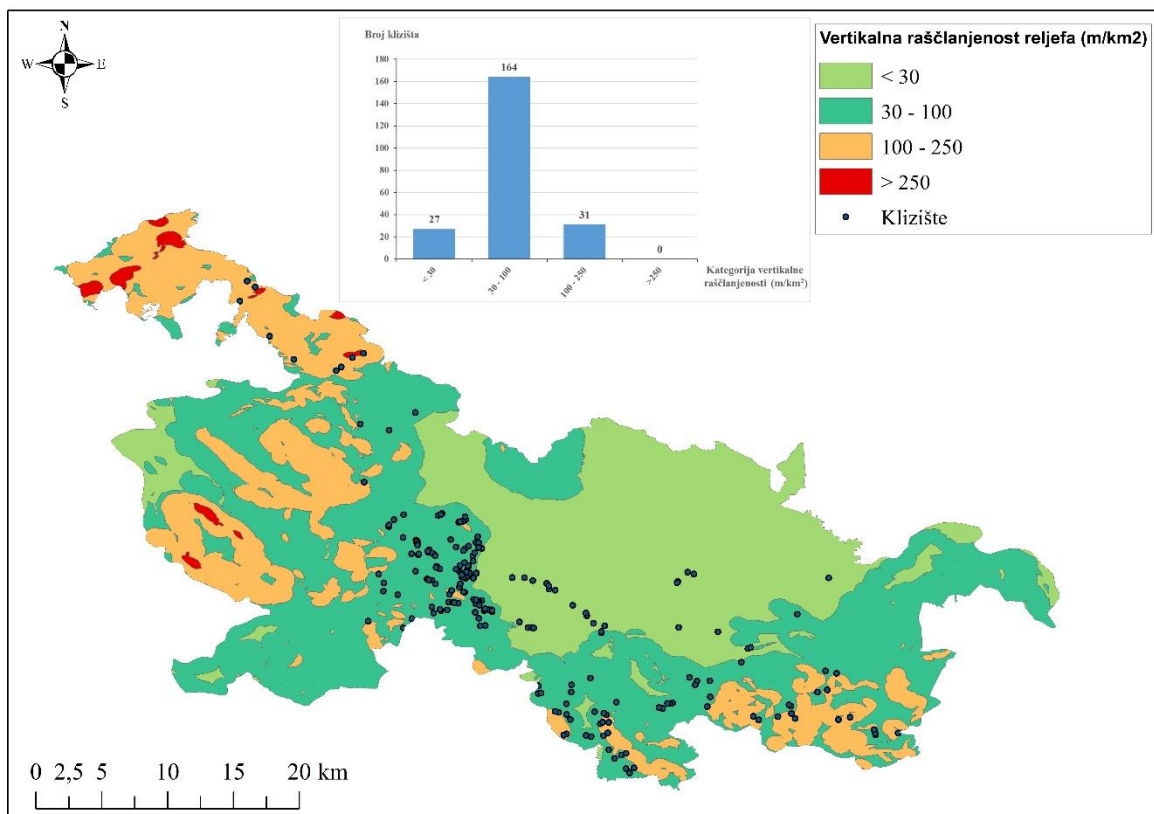 N
W E
S
Broj klizišta
180
160
140
120
100
80
60
40
20
0
27
164
31
0
< 30
30 - 100
100 - 250
>250
Kategorija vertikalne
raščlanjenosti (m/km²)
Vertikalna raščlanjenost reljefa (m/km2)
< 30
30 - 100
100 - 250
> 250
Klizište
0 2,5 5 10 15 20 km